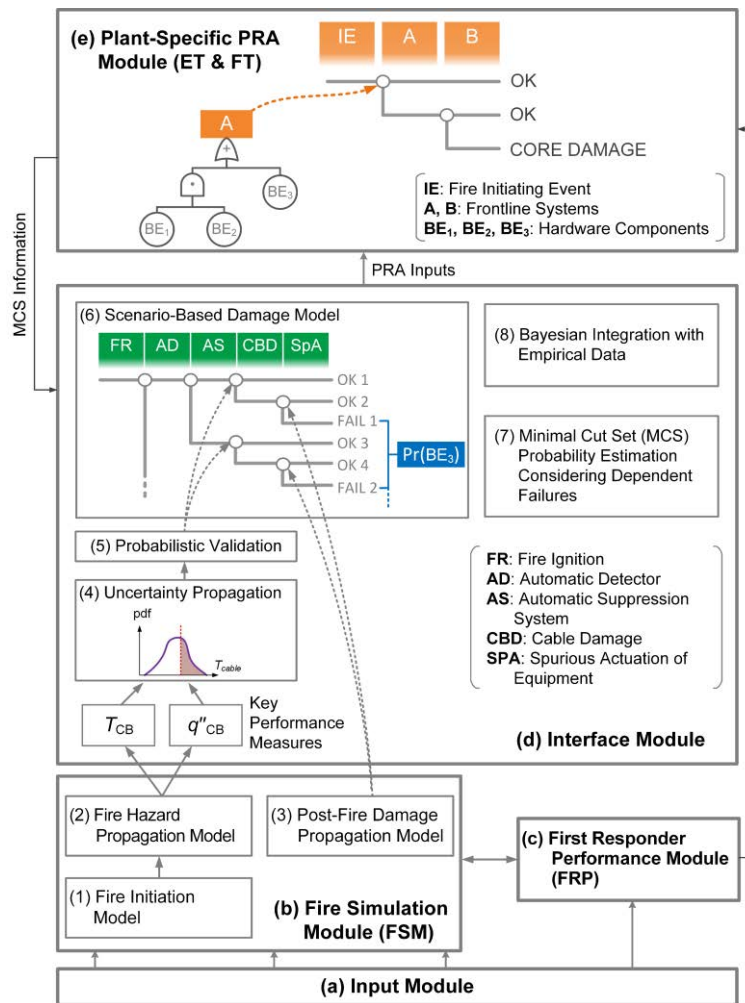 (e) Plant-Specific PRA
Module (ET & FT)
IE
A
B
OK
OK
CORE DAMAGE
A
+
•
BE3
BE1
BE2
IE: Fire Initiating Event
A, B: Frontline Systems
BE1, BE2, BE3: Hardware Components
MCS Information
PRA Inputs
(6) Scenario-Based Damage Model
FR
AD
AS
CBD
SpA
OK 1
OK 2
FAIL 1
OK 3
OK 4
FAIL 2
Pr(BE3)
(8) Bayesian Integration with
Empirical Data
(7) Minimal Cut Set (MCS)
Probability Estimation
Considering Dependent
Failures
(5) Probabilistic Validation
(4) Uncertainty Propagation
pdf
Tcable
TCB
q"CB
Key
Performance
Measures
FR: Fire Ignition
AD: Automatic Detector
AS: Automatic Suppression
System
CBD: Cable Damage
SPA: Spurious Actuation of
Equipment
(d) Interface Module
(2) Fire Hazard
Propagation Model
(3) Post-Fire Damage
Propagation Model
(1) Fire Initiation
Model
(b) Fire Simulation
Module (FSM)
(c) First Responder
Performance Module
(FRP)
(a) Input Module